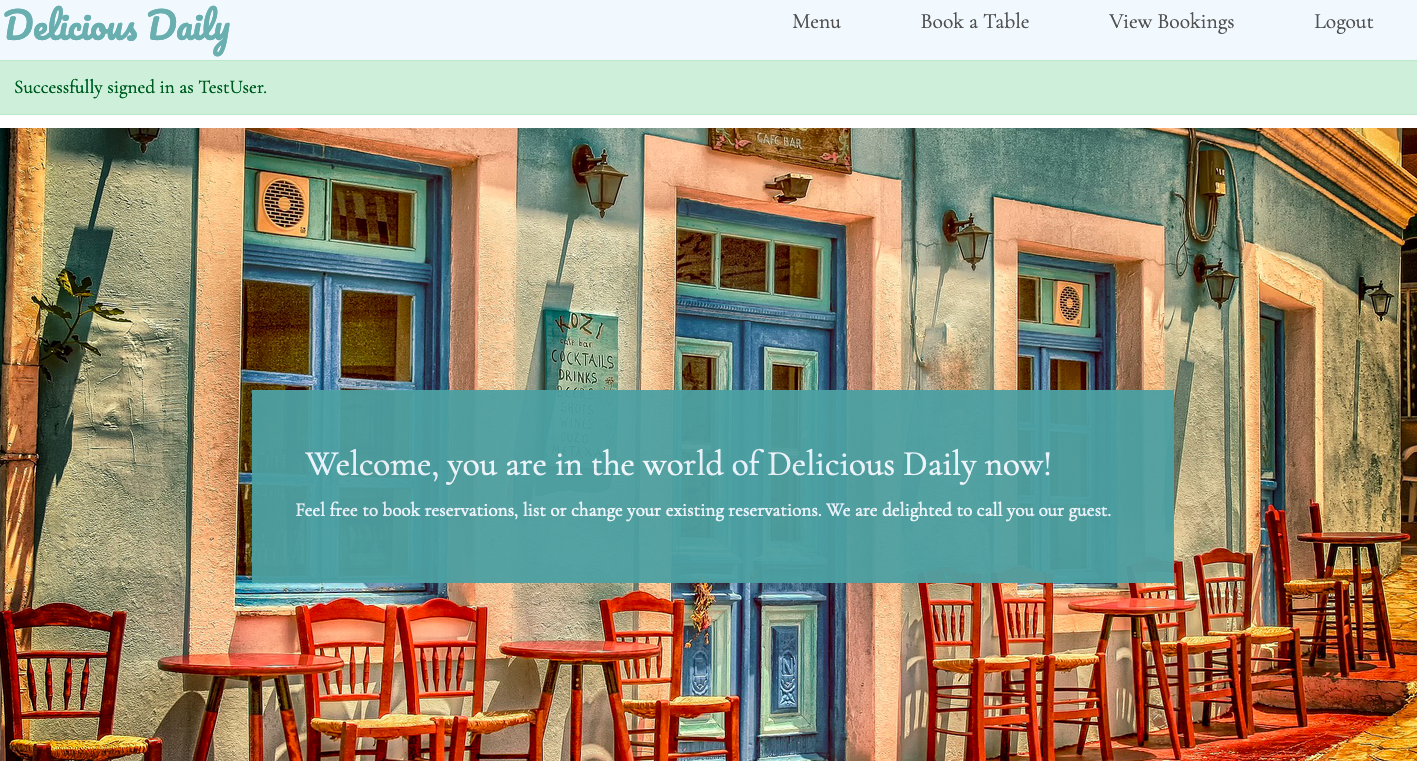 Delicious Daily
Menu Book a Table View Bookings Logout
Successfully signed in as TestUser.
CAFE BAR
KOZI
cafe bar
COCKTAILS
DRINKS
Welcome, you are in the world of Delicious Daily now!
Feel free to book reservations, list or change your existing reservations. We are delighted to call you our guest.